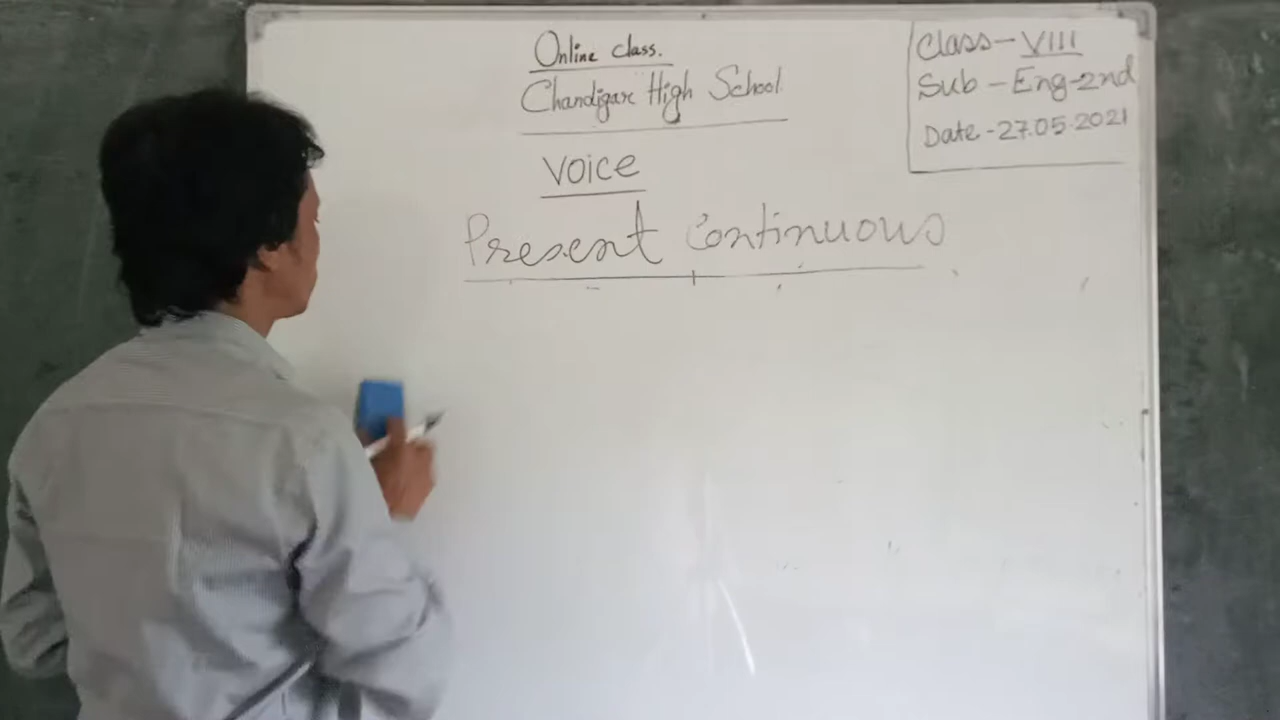 Online class.
Chandigar High School
Voice
Present Continuous
Class- VIII
Sub - Eng-2nd
Date -27.05.2021